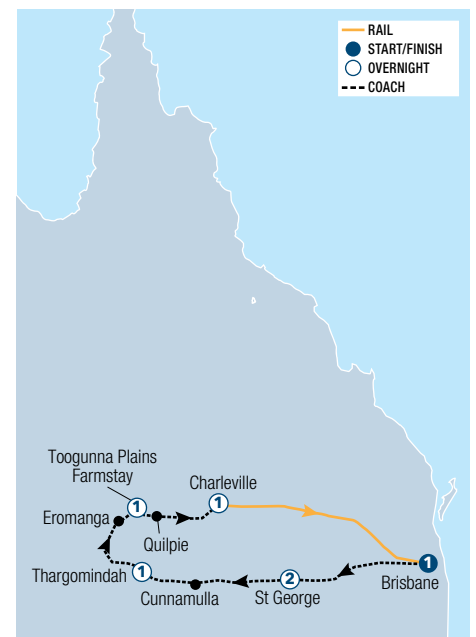 RAIL
START/FINISH
OVERNIGHT
COACH
Toogunna Plains
Farmstay
1
Charleville
1
Eromanga
Quilpie
Thargomindah
1
Cunnamulla
2
St George
1
Brisbane